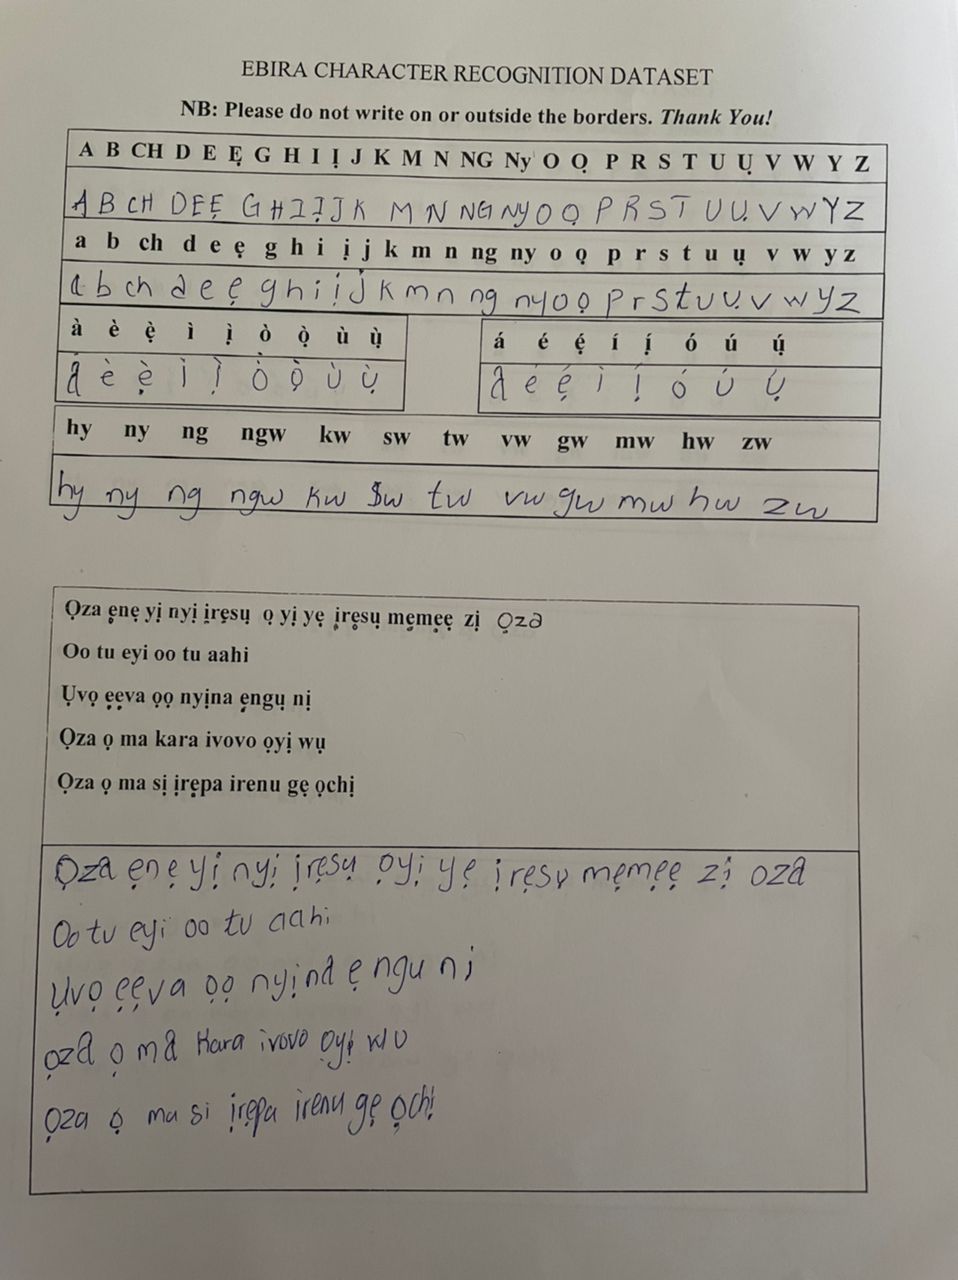 EBIRA CHARACTER RECOGNITION DATASET
NB: Please do not write on or outside the borders. Thank You!
A B CH D E Ẹ G H I Ị J K M N NG Ny O Ọ P R S T U Ụ V W Y Z
A B CH D E Ẹ G H I Ị J K M N NG Ny O Ọ P R S T U Ụ V W Y Z
a b ch d e ẹ g h i ị j k m n ng ny o ọ p r s t u ụ v w y z
a b ch d e ẹ g h i ị j k m n ng ny o ọ p r s t u ụ v w y z
à è ẹ̀ ì ị̀ ò ọ̀ ù ụ̀
à è ẹ̀ ì ị̀ ò ọ̀ ù ụ̀
á é ẹ́ í ị́ ó ú ụ́
á é ẹ́ í ị́ ó ú ụ́
hy ny ng ngw kw sw tw vw gw mw hw zw
hy ny ng ngw kw sw tw vw gw mw hw zw
Ọza ẹnẹ yị nyị ịrẹsụ ọ yị yẹ ịrẹsụ mẹmẹẹ zị Ọza
Oo tu eyi oo tu aahi
Ụvọ ẹẹva ọọ nyịna ẹngụ nị
Ọza ọ ma kara ivovo ọyị wụ
Ọza ọ ma sị ịrẹpa irenu gẹ ọchị
Ọza ẹnẹ yị nyị ịrẹsụ ọyị yẹ ịrẹsụ mẹmẹẹ zị oza
Oo tu eyi oo tu aahi
Ụvọ ẹẹva ọọ nyịna ẹ ngu ni
ọza ọ ma Kara ivovo ọyị wu
Ọza ọ ma si ịrẹpa irenu gẹ ọchị